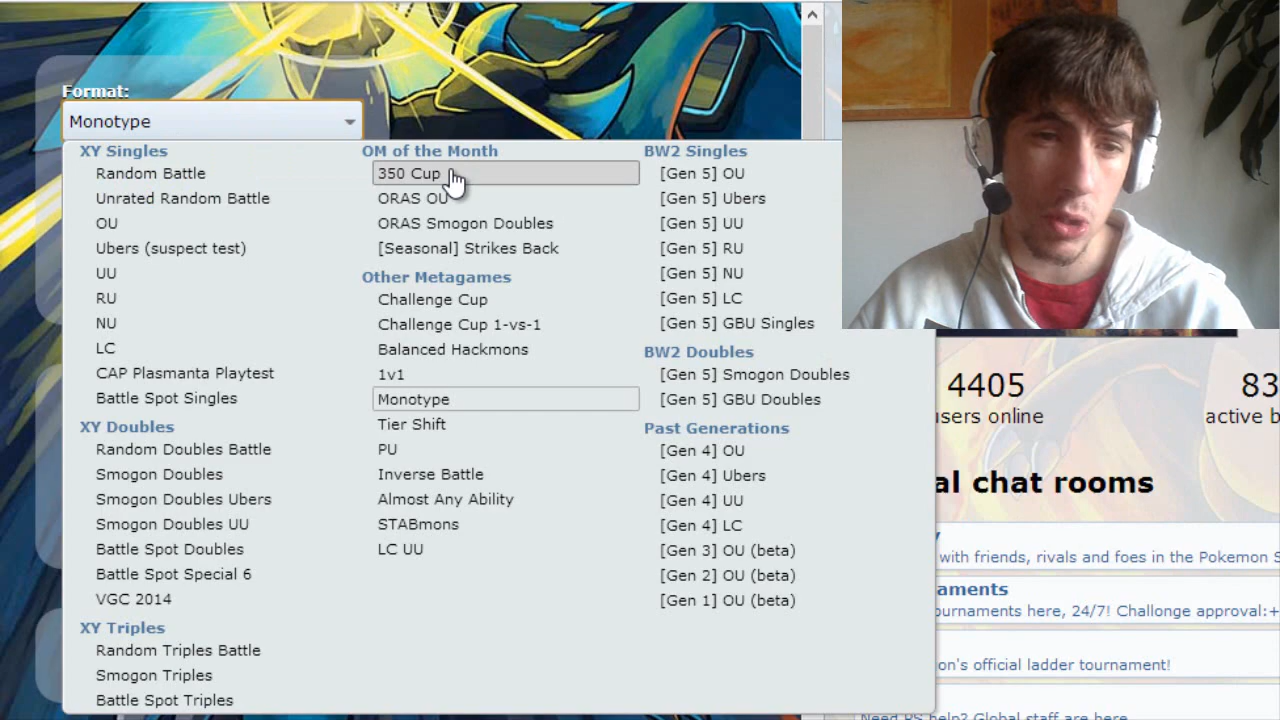 Format:
Monotype
XY Singles
Random Battle
Unrated Random Battle
OU
Ubers (suspect test)
UU
RU
NU
LC
CAP Plasmanta Playtest
Battle Spot Singles
XY Doubles
Random Doubles Battle
Smogon Doubles
Smogon Doubles Ubers
Smogon Doubles UU
Battle Spot Doubles
Battle Spot Special 6
VGC 2014
XY Triples
Random Triples Battle
Smogon Triples
Battle Spot Triples
OM of the Month
350 Cup
ORAS OU
ORAS Smogon Doubles
[Seasonal] Strikes Back
Other Metagames
Challenge Cup
Challenge Cup 1-vs-1
Balanced Hackmons
1v1
Monotype
Tier Shift
PU
Inverse Battle
Almost Any Ability
STABmons
LC UU
BW2 Singles
[Gen 5] OU
[Gen 5] Ubers
[Gen 5] UU
[Gen 5] RU
[Gen 5] NU
[Gen 5] LC
[Gen 5] GBU Singles
BW2 Doubles
[Gen 5] Smogon Doubles
[Gen 5] GBU Doubles
Past Generations
[Gen 4] OU
[Gen 4] Ubers
[Gen 4] UU
[Gen 4] LC
[Gen 3] OU (beta)
[Gen 2] OU (beta)
[Gen 1] OU (beta)
4405
users online
83
active b
al chat rooms
with friends, rivals and foes in the Pokemon S
aments
ournaments here, 24/7! Challonge approval:+
on's official ladder tournament!
Need PS help? Global staff are here